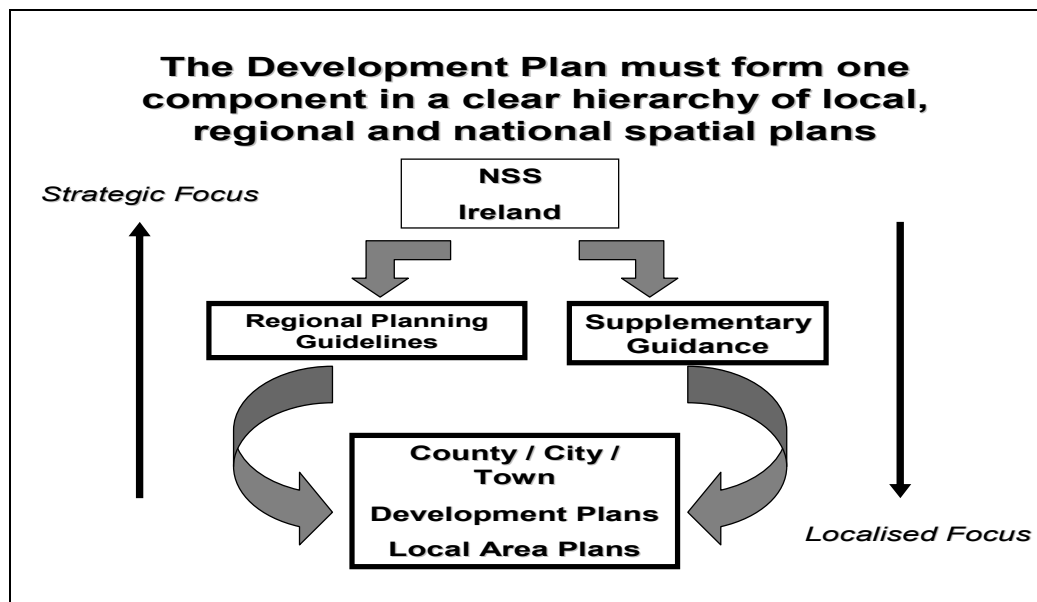 The Development Plan must form one
component in a clear hierarchy of local,
regional and national spatial plans
NSS
Ireland
Strategic Focus
Regional Planning
Guidelines
Supplementary
Guidance
County / City /
Town
Development Plans
Local Area Plans
Localised Focus